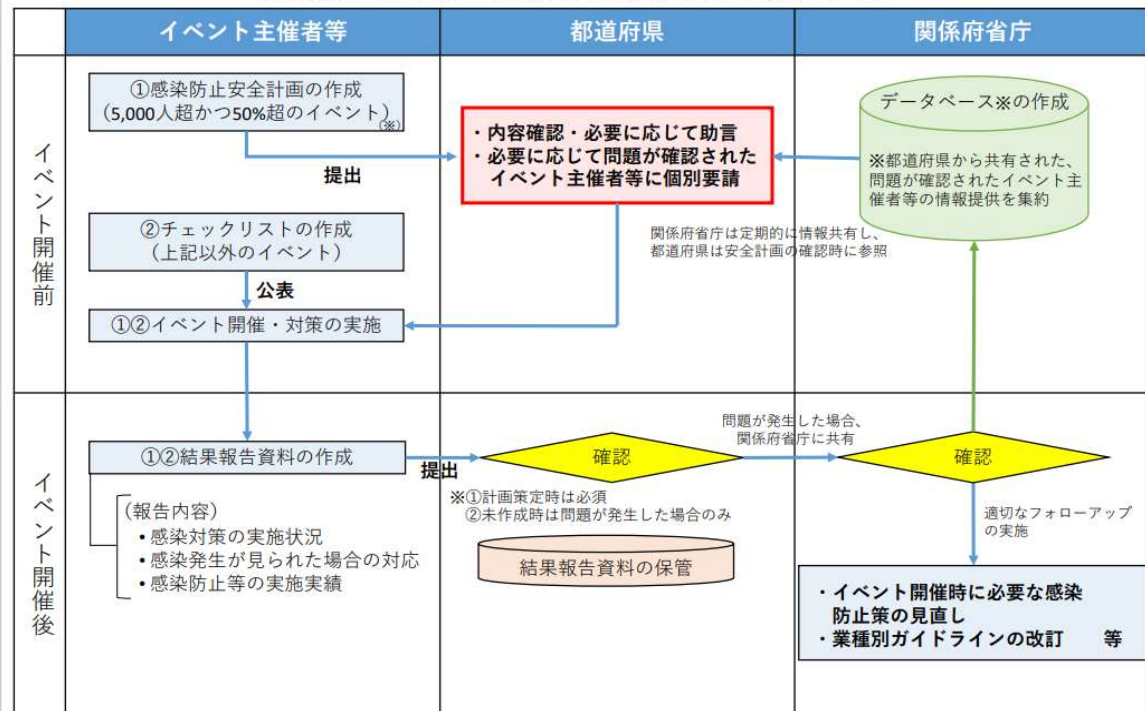 イベント主催者等
都道府県
関係府省庁
イベント開催前
①感染防止安全計画の作成
(5,000人超かつ50%超のイベント)
(※)
提出
・内容確認・必要に応じて助言
・必要に応じて問題が確認された
イベント主催者等に個別要請
データベース※の作成
※都道府県から共有された、
問題が確認されたイベント主
催者等の情報提供を集約
関係府省庁は定期的に情報共有し、
都道府県は安全計画の確認時に参照
②チェックリストの作成
(上記以外のイベント)
公表
①②イベント開催・対策の実施
イベント開催後
①②結果報告資料の作成
提出
確認
問題が発生した場合、
関係府省庁に共有
確認
※①計画策定時は必須
②未作成時は問題が発生した場合のみ
(報告内容)
•感染対策の実施状況
•感染発生が見られた場合の対応
•感染防止等の実施実績
結果報告資料の保管
適切なフォローアップ
の実施
・イベント開催時に必要な感染
防止策の見直し
・業種別ガイドラインの改訂 等